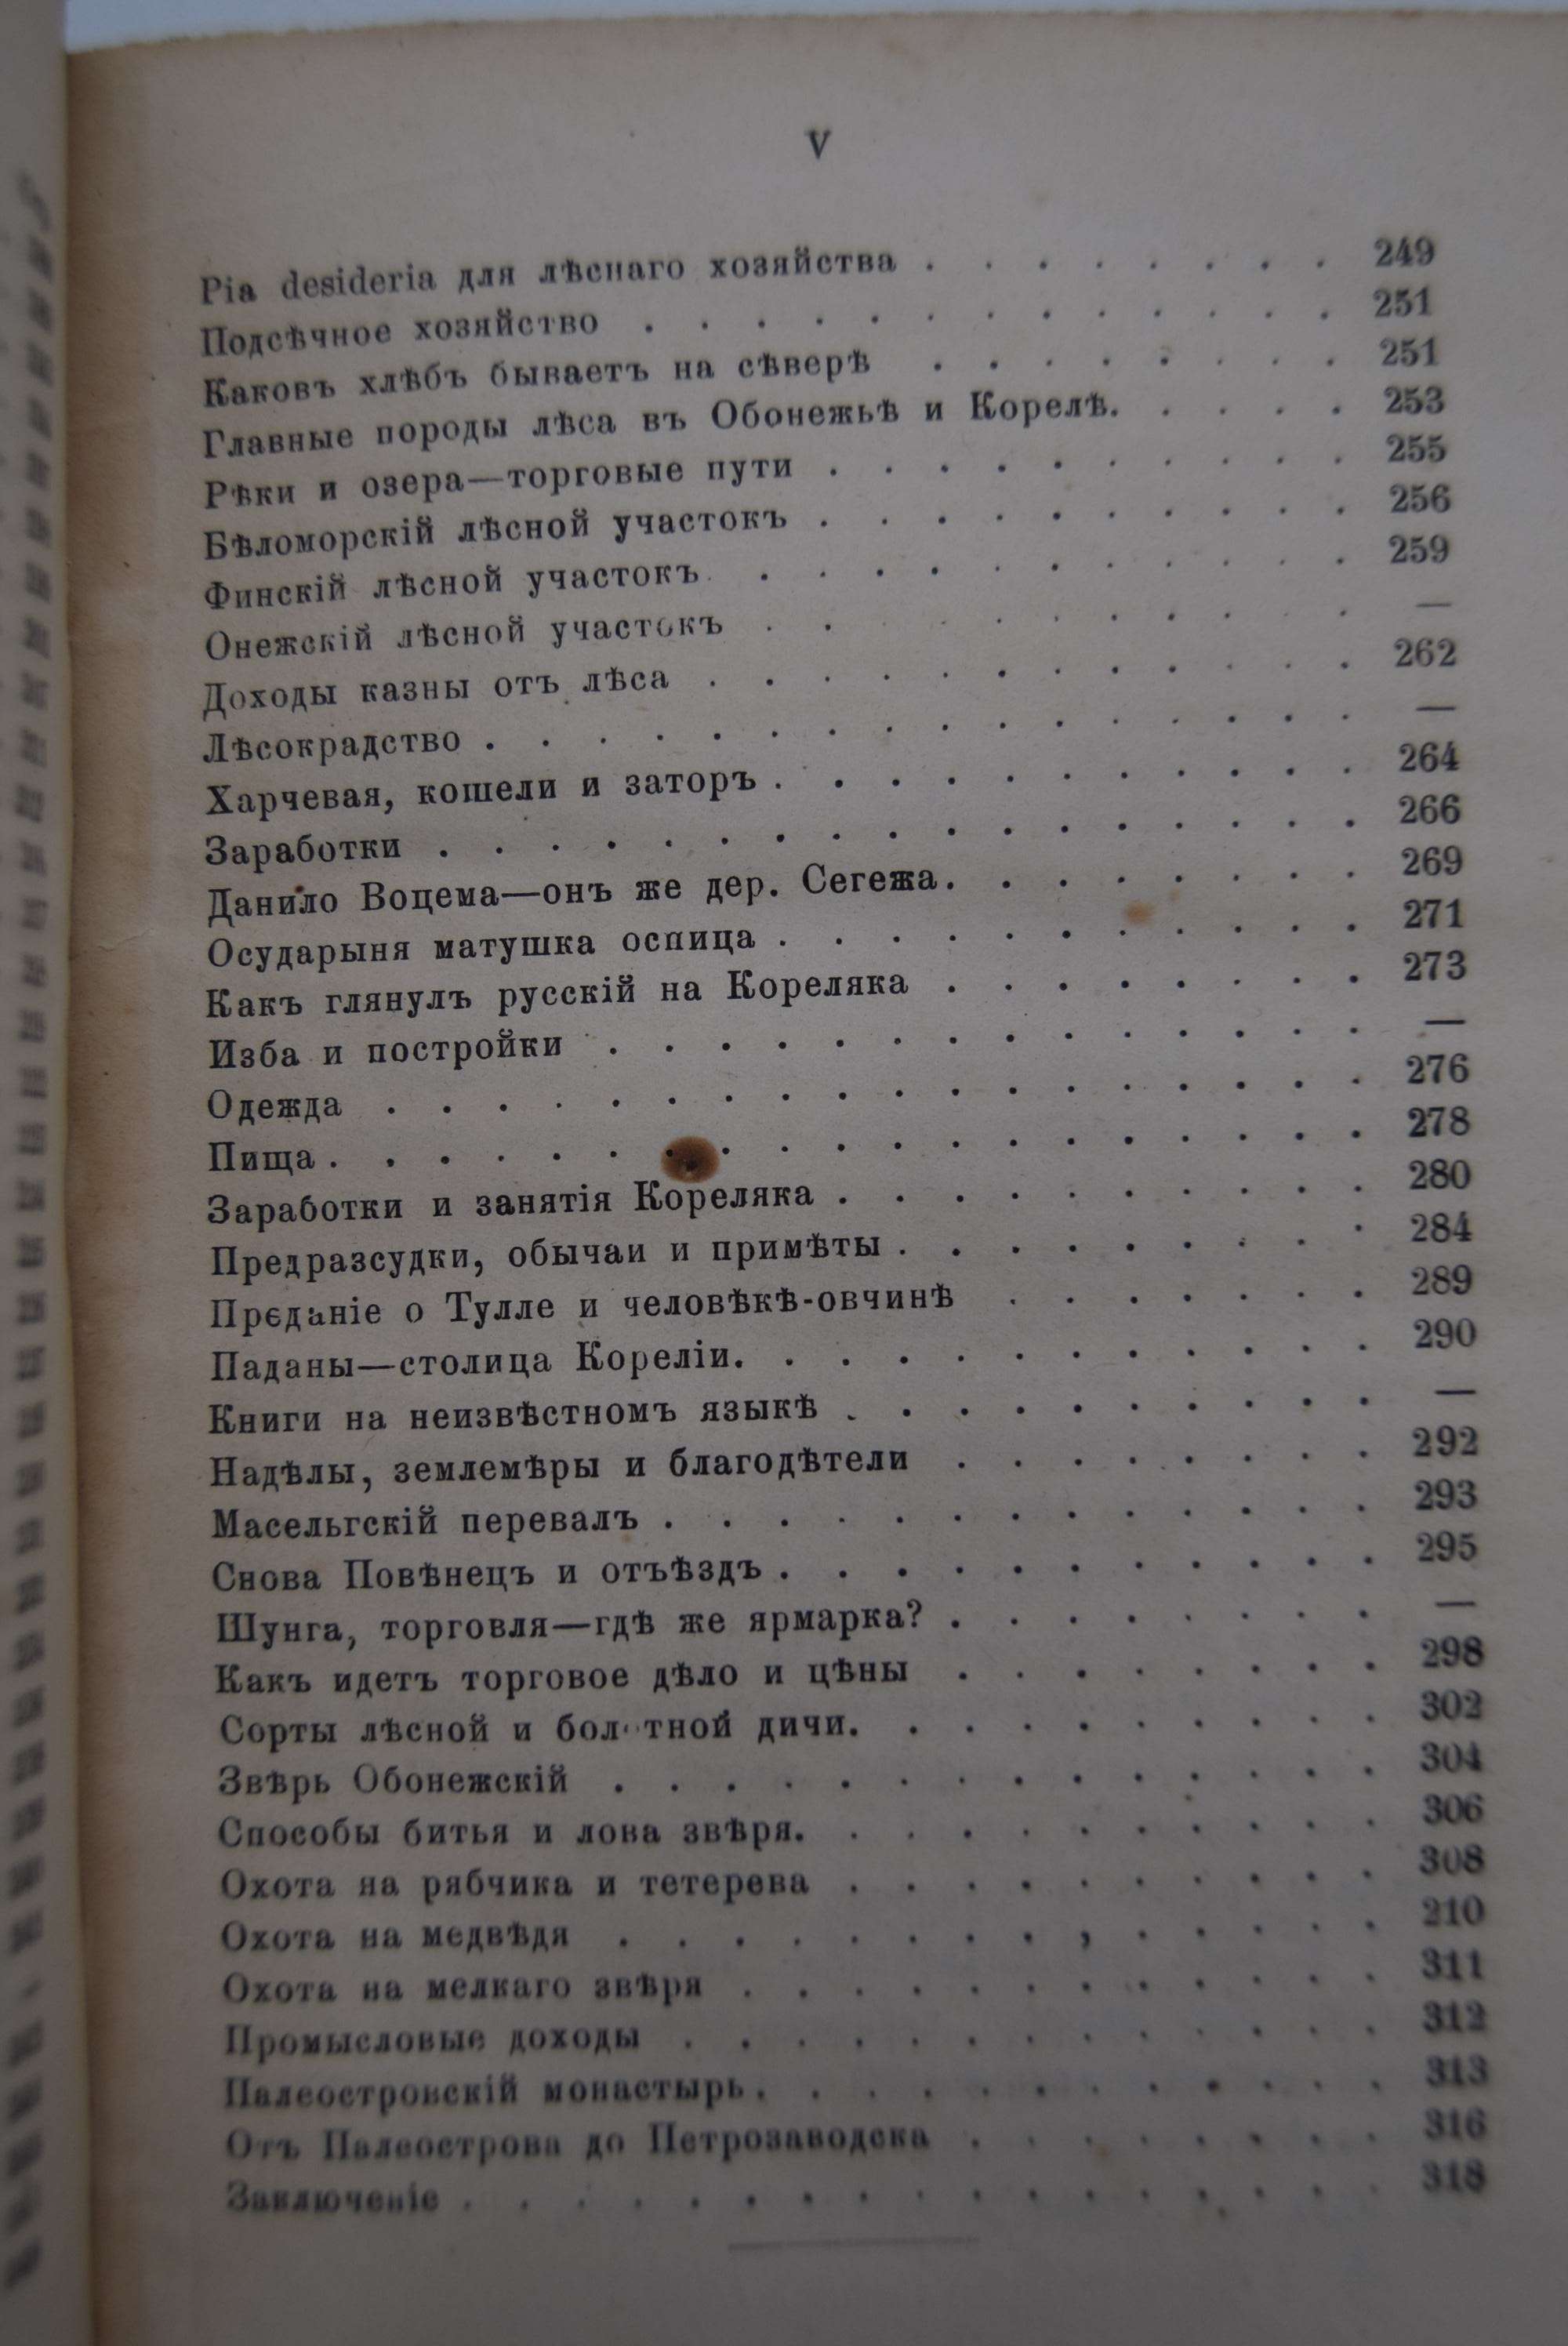 V
Pia desideria для лѣснаго хозяйства . . . . . . . . 249
Подсѣчное хозяйство . . . . . . . . . . . . . 251
Каковъ хлѣбъ бываетъ на сѣверѣ . . . . . . . . 251
Главные породы лѣса въ Обонежьѣ и Корелѣ. . . . . 253
Рѣки и озера—торговые пути . . . . . . . . . . 255
Бѣломорскій лѣсной участокъ . . . . . . . . . . 256
Финскій лѣсной участокъ . . . . . . . . . . . . 259
Онежскій лѣсной участокъ . . . . . . . . . . . —
Доходы казны отъ лѣса . . . . . . . . . . . . 262
Лѣсокрадство . . . . . . . . . . . . . . . . —
Харчевая, кошели и заторъ . . . . . . . . . . . 264
Заработки . . . . . . . . . . . . . . . . . 266
Данило Воцема—онъ же дер. Сегежа. . . . . . . . 269
Осударыня матушка оспица . . . . . . . . . . . 271
Какъ глянулъ русскій на Кореляка . . . . . . . . 273
Изба и постройки . . . . . . . . . . . . . . —
Одежда . . . . . . . . . . . . . . . . . . 276
Пища . . . . . . . . . . . . . . . . . . . 278
Заработки и занятія Кореляка . . . . . . . . . . 280
Предразсудки, обычаи и примѣты . . . . . . . . . 284
Преданіе о Тулле и человѣкѣ-овчинѣ . . . . . . . 289
Паданы—столица Кореліи. . . . . . . . . . . . 290
Книги на неизвѣстномъ языкѣ . . . . . . . . . . —
Надѣлы, землемѣры и благодѣтели . . . . . . . . 292
Масельгскій перевалъ . . . . . . . . . . . . . 293
Снова Повѣнецъ и отъѣздъ . . . . . . . . . . . 295
Шунга, торговля—гдѣ же ярмарка? . . . . . . . . —
Какъ идетъ торговое дѣло и цѣны . . . . . . . . 298
Сорты лѣсной и болотной дичи. . . . . . . . . . 302
Звѣрь Обонежскій . . . . . . . . . . . . . . 304
Способы битья и лова звѣря. . . . . . . . . . . 306
Охота на рябчика и тетерева . . . . . . . . . . 308
Охота на медвѣдя . . . . . . . . , . . . . . 210
Охота на мелкаго звѣря . . . . . . . . . . . . 311
Промысловые доходы . . . . . . . . . . . . . 312
Палеостровскій монастырь . . . . . . . . . . . . 313
Отъ Палеострова до Петрозаводска . . . . . . . . 316
Заключеніе . . . . . . . . . . . . . . . . . 318